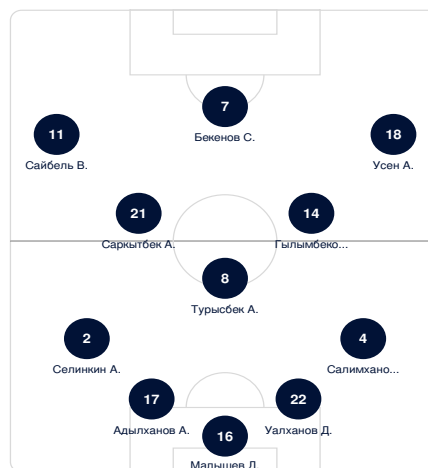 7
Бекенов С.
11
18
Сайбель В.
Усен А.
21
14
Саркытбек А.
Гылымбеко...
8
Турысбек А.
2
4
Селинкин А.
Салимхано...
17
22
Адылханов А.
Уалханов Д.
16
Малышев Д.